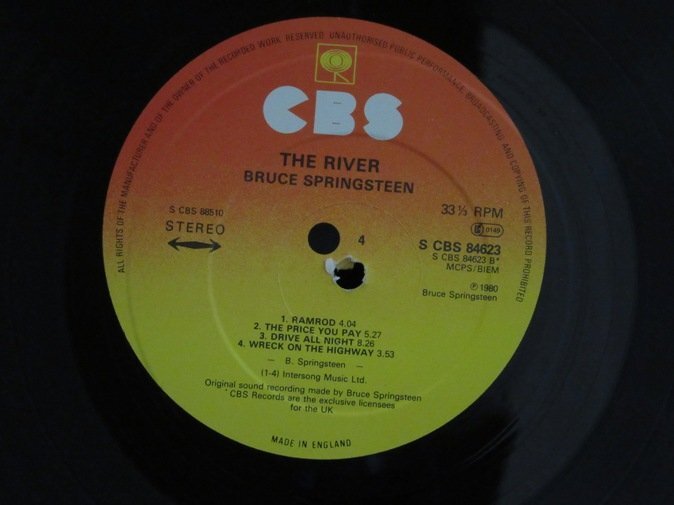 ALL RIGHTS OF THE MANUFACTURER AND OF THE OWNER OF THE RECORDED WORK RESERVED. UNAUTHORISED PUBLIC PERFORMANCE, BROADCASTING AND COPYING OF THIS RECORD PROHIBITED
CBS
THE RIVER
BRUCE SPRINGSTEEN
S CBS 88510
STEREO
4
33⅓ RPM
0149
S CBS 84623
S CBS 84623 B*
MCPS/BIEM
℗ 1980
Bruce Springsteen
1. RAMROD 4.04
2. THE PRICE YOU PAY 5.27
3. DRIVE ALL NIGHT 8.26
4. WRECK ON THE HIGHWAY 3.53
— B. Springsteen —
(1-4) Intersong Music Ltd.
Original sound recording made by Bruce Springsteen
CBS Records are the exclusive licensees
for the UK
MADE IN ENGLAND